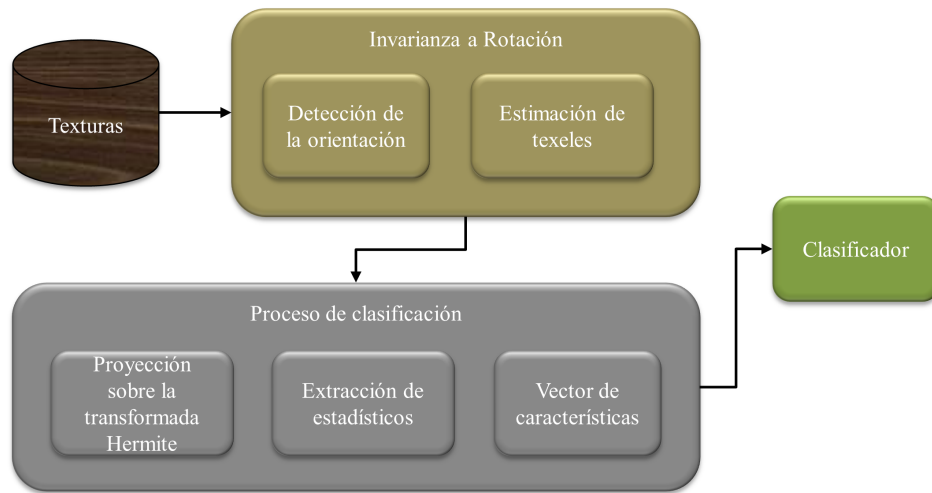 Texturas
Invarianza a Rotación
Detección de
la orientación
Estimación de
texeles
Clasificador
Proceso de clasificación
Proyección
sobre la
transformada
Hermite
Extracción de
estadísticos
Vector de
características